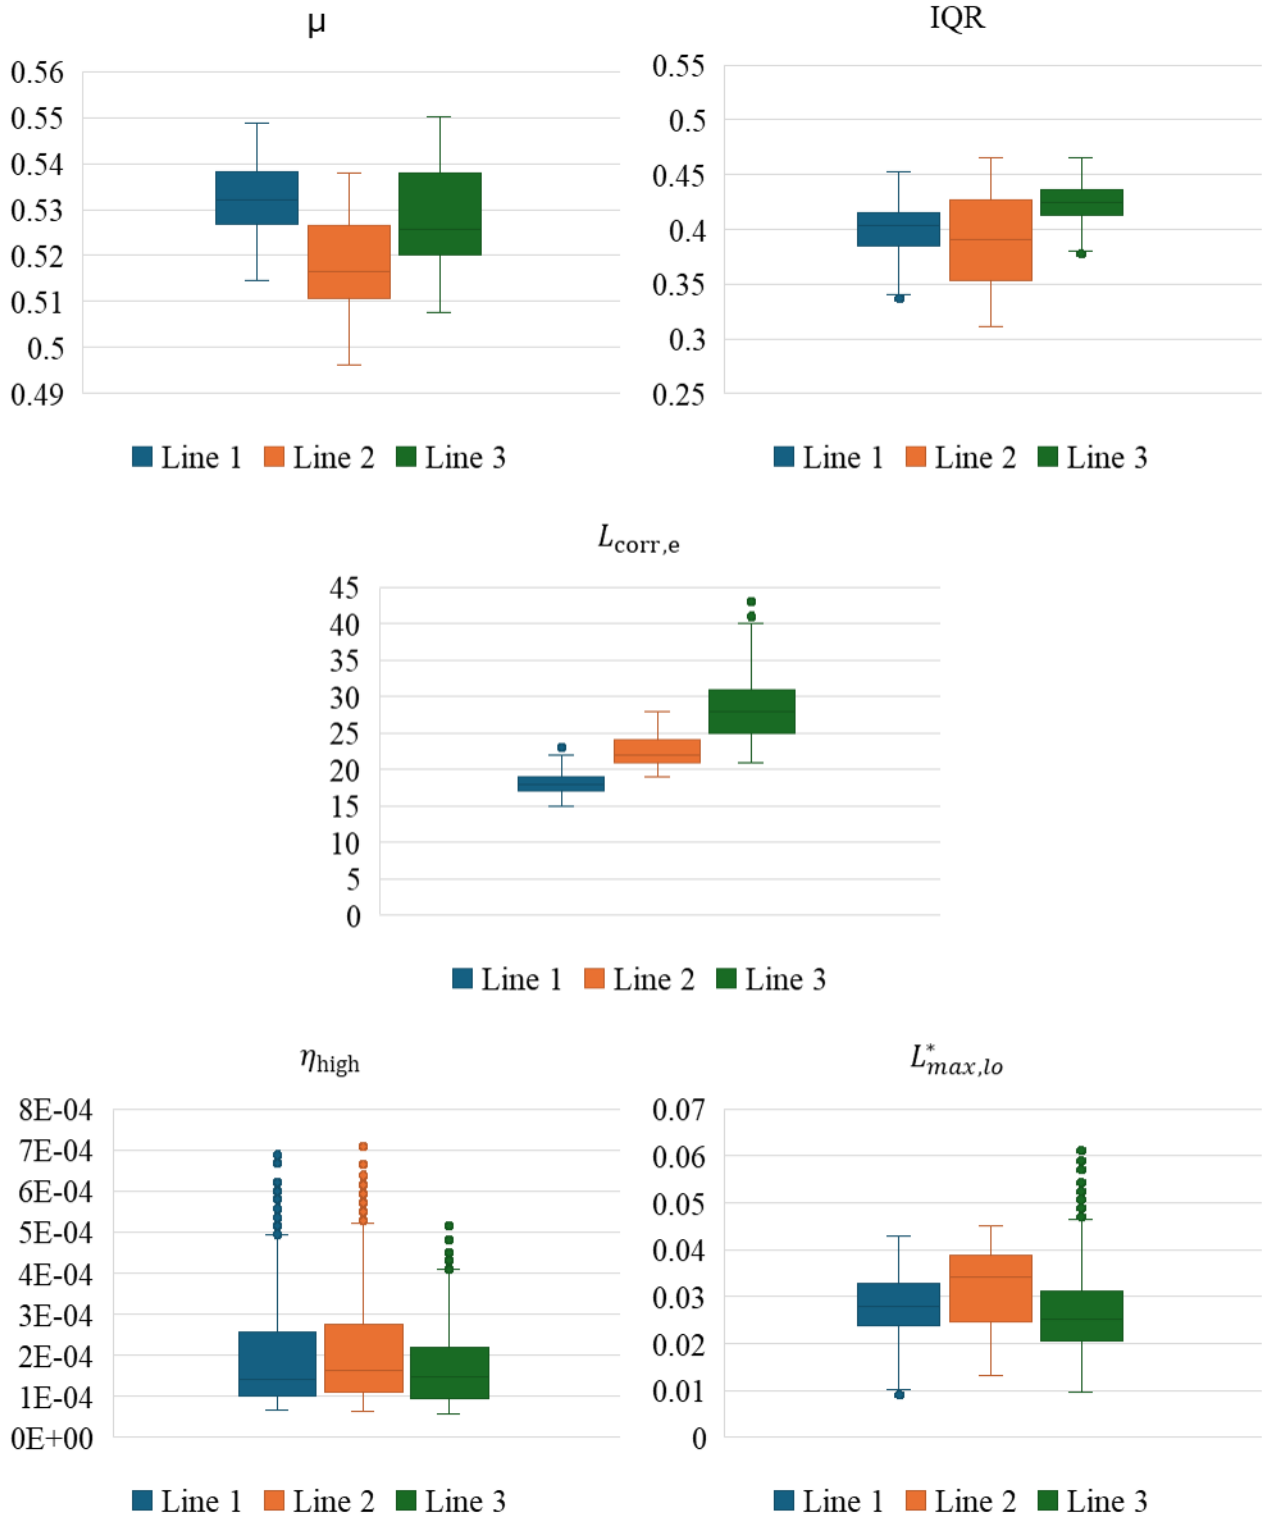 μ
0.56
0.55
0.54
0.53
0.52
0.51
0.5
0.49
Line 1 Line 2 Line 3
IQR
0.55
0.5
0.45
0.4
0.35
0.3
0.25
Line 1 Line 2 Line 3
L_corr,e
45
40
35
30
25
20
15
10
5
0
Line 1 Line 2 Line 3
η_high
8E-04
7E-04
6E-04
5E-04
4E-04
3E-04
2E-04
1E-04
0E+00
Line 1 Line 2 Line 3
L*_max,lo
0.07
0.06
0.05
0.04
0.03
0.02
0.01
0
Line 1 Line 2 Line 3